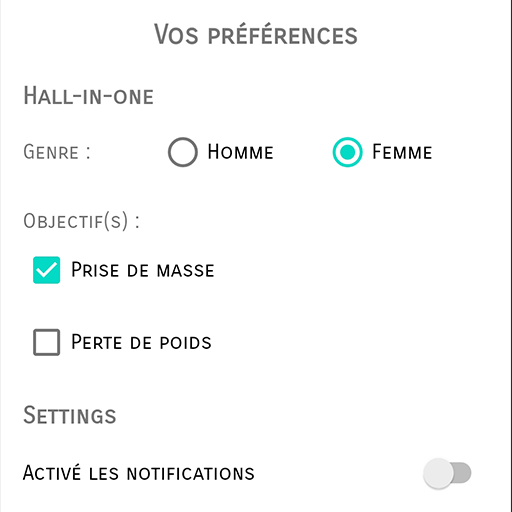 Vos préférences
Hall-in-one
Genre : Homme Femme
Objectif(s) :
Prise de masse
Perte de poids
Settings
Activé les notifications